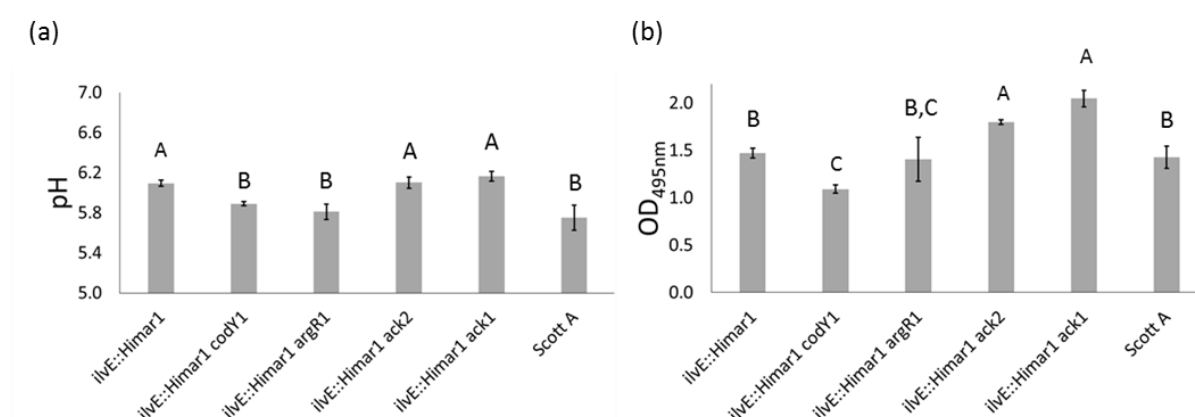 (a)
pH
7.0
6.6
6.2
5.8
5.4
5.0
A
B
B
A
A
B
ilvE::Himar1
ilvE::Himar1 codY1
ilvE::Himar1 argR1
ilvE::Himar1 ack2
ilvE::Himar1 ack1
Scott A
(b)
OD495nm
2.0
1.5
1.0
0.5
0.0
B
C
B,C
A
A
B
ilvE::Himar1
ilvE::Himar1 codY1
ilvE::Himar1 argR1
ilvE::Himar1 ack2
ilvE::Himar1 ack1
Scott A